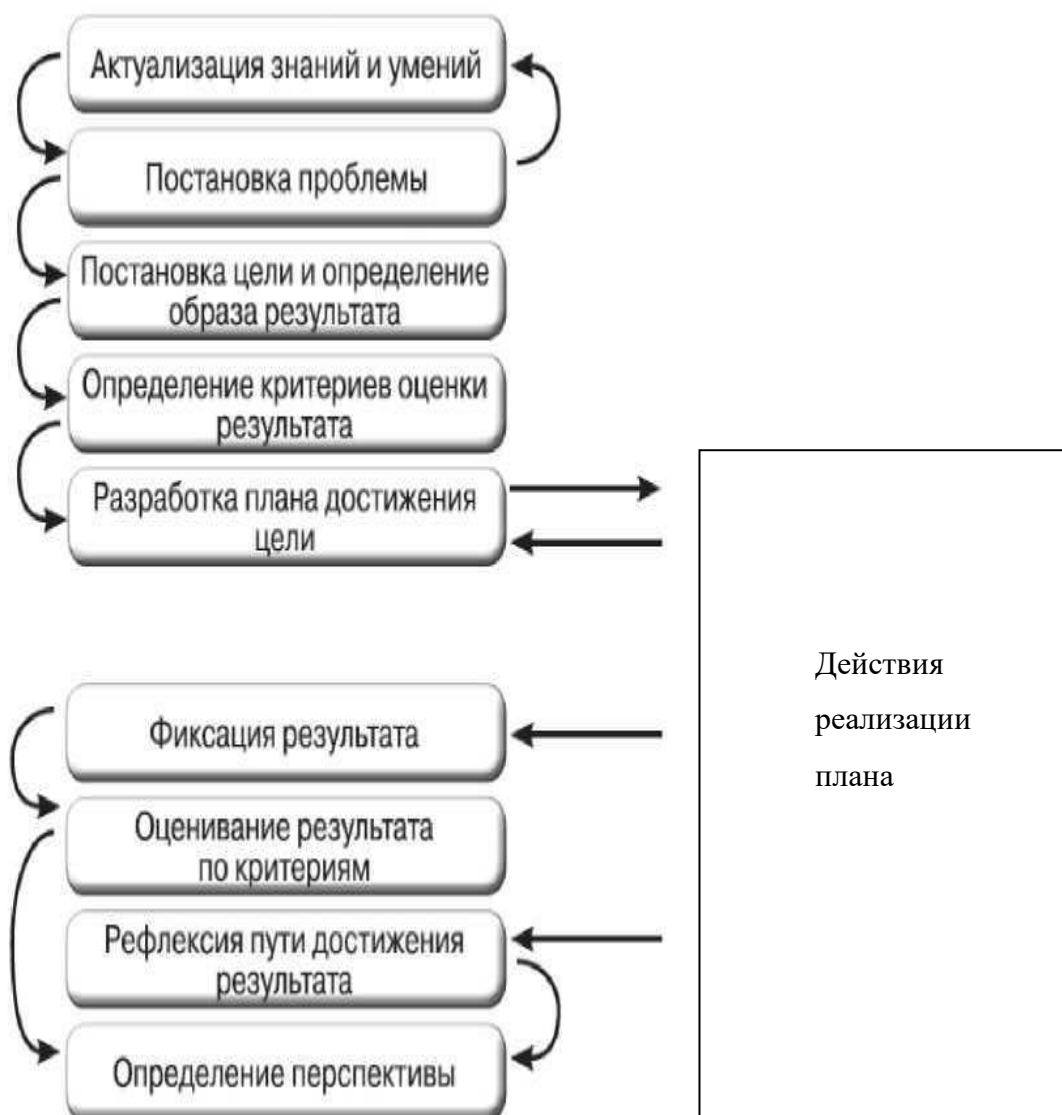 Актуализация знаний и умений
Постановка проблемы
Постановка цели и определение
образа результата
Определение критериев оценки
результата
Разработка плана достижения
цели
Действия
реализации
плана
Фиксация результата
Оценивание результата
по критериям
Рефлексия пути достижения
результата
Определение перспективы